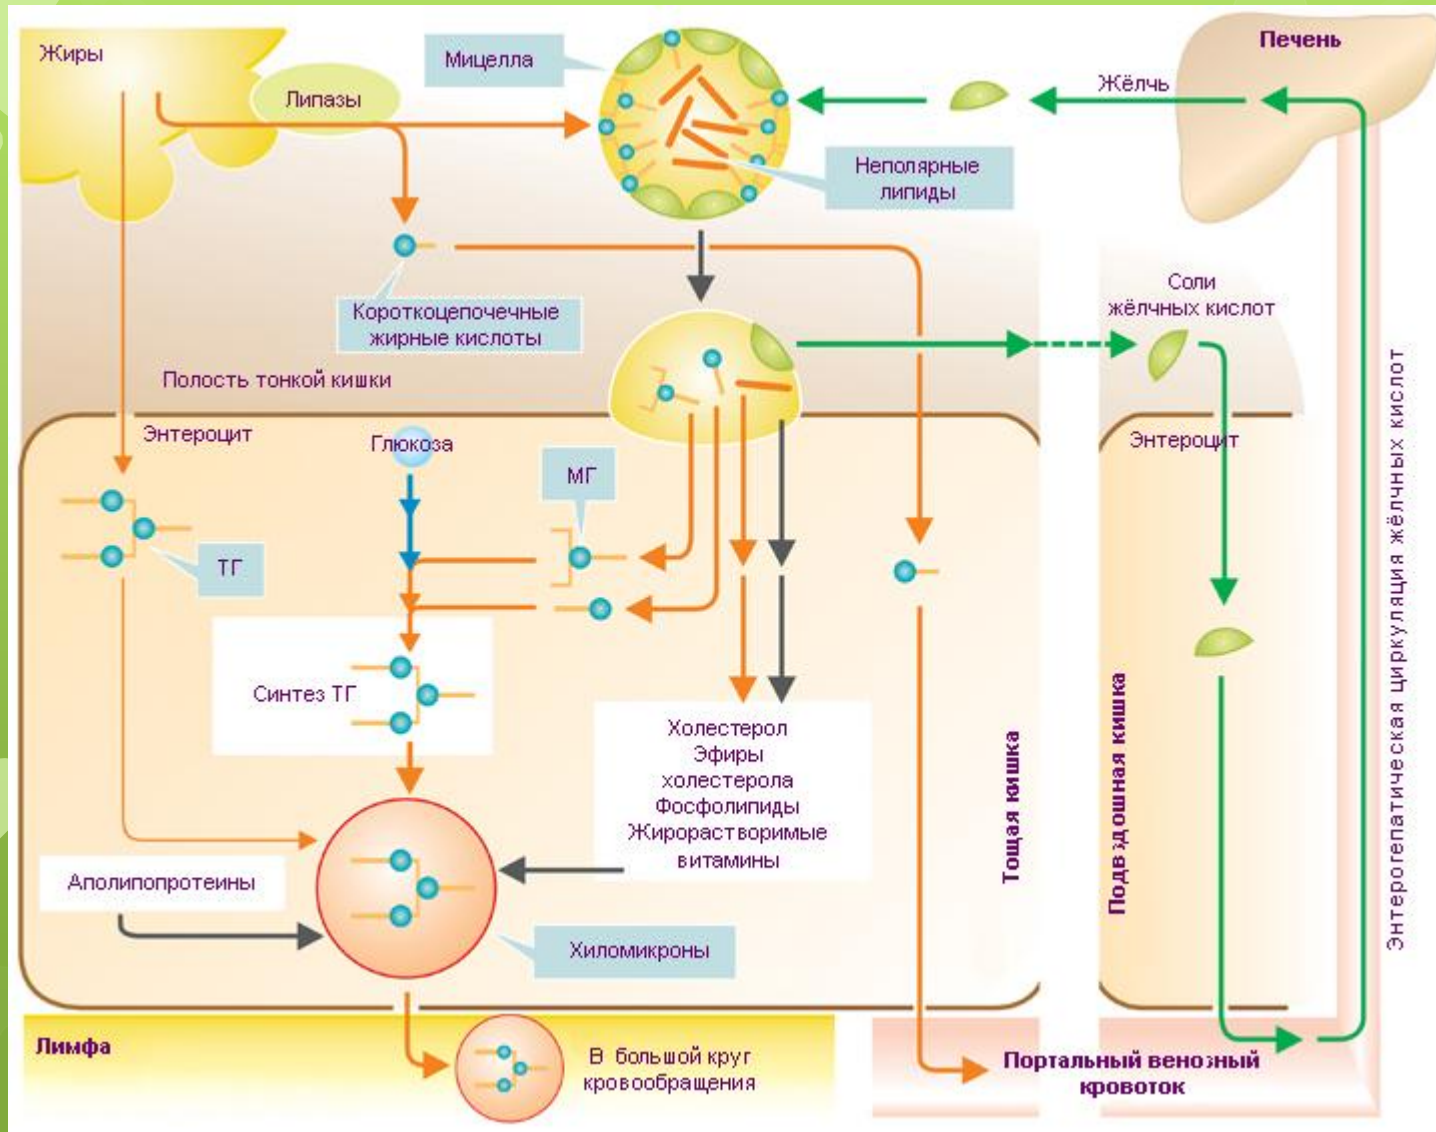 Жиры
Липазы
Мицелла
Жёлчь
Печень
Неполярные
липиды
Короткоцепочечные
жирные кислоты
Соли
жёлчных кислот
Полость тонкой кишки
Энтероцит
Глюкоза
МГ
Энтероцит
ТГ
Синтез ТГ
Холестерол
Эфиры
холестерола
Фосфолипиды
Жирорастворимые
витамины
Аполипопротеины
Хиломикроны
Тощая кишка
Подвздошная кишка
Энтерогепатическая циркуляция жёлчных кислот
Лимфа
В большой круг
кровообращения
Портальный венозный
кровоток